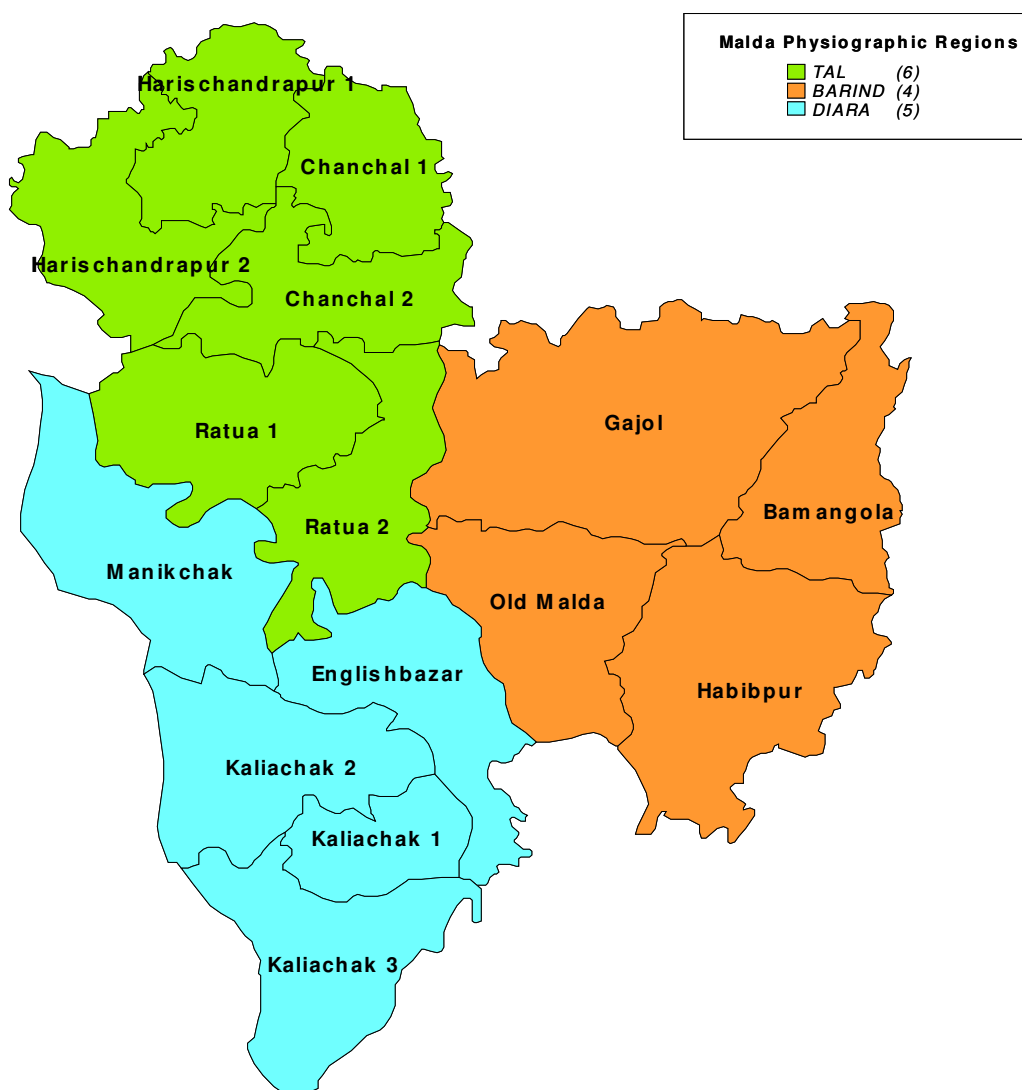 Malda Physiographic Regions
TAL (6)
BARIND (4)
DIARA (5)
Harischandrapur 1
Chanchal 1
Harischandrapur 2
Chanchal 2
Ratua 1
Gajol
Bamangola
Ratua 2
Manikchak
Old Malda
Englishbazar
Habibpur
Kaliachak 2
Kaliachak 1
Kaliachak 3